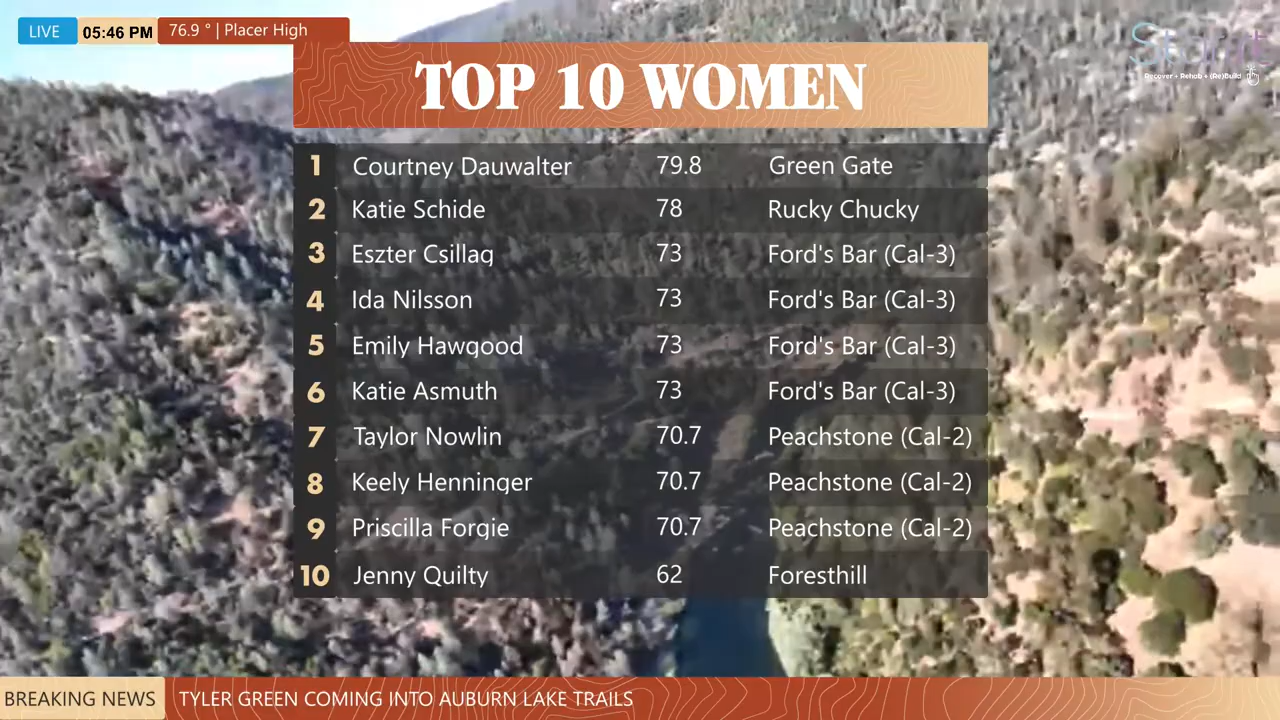 LIVE 05:46 PM 76.9 ° | Placer High
Recover + Rehab + (Re)Build
TOP 10 WOMEN
1 Courtney Dauwalter 79.8 Green Gate
2 Katie Schide 78 Rucky Chucky
3 Eszter Csillag 73 Ford's Bar (Cal-3)
4 Ida Nilsson 73 Ford's Bar (Cal-3)
5 Emily Hawgood 73 Ford's Bar (Cal-3)
6 Katie Asmuth 73 Ford's Bar (Cal-3)
7 Taylor Nowlin 70.7 Peachstone (Cal-2)
8 Keely Henninger 70.7 Peachstone (Cal-2)
9 Priscilla Forgie 70.7 Peachstone (Cal-2)
10 Jenny Quilty 62 Foresthill
BREAKING NEWS TYLER GREEN COMING INTO AUBURN LAKE TRAILS